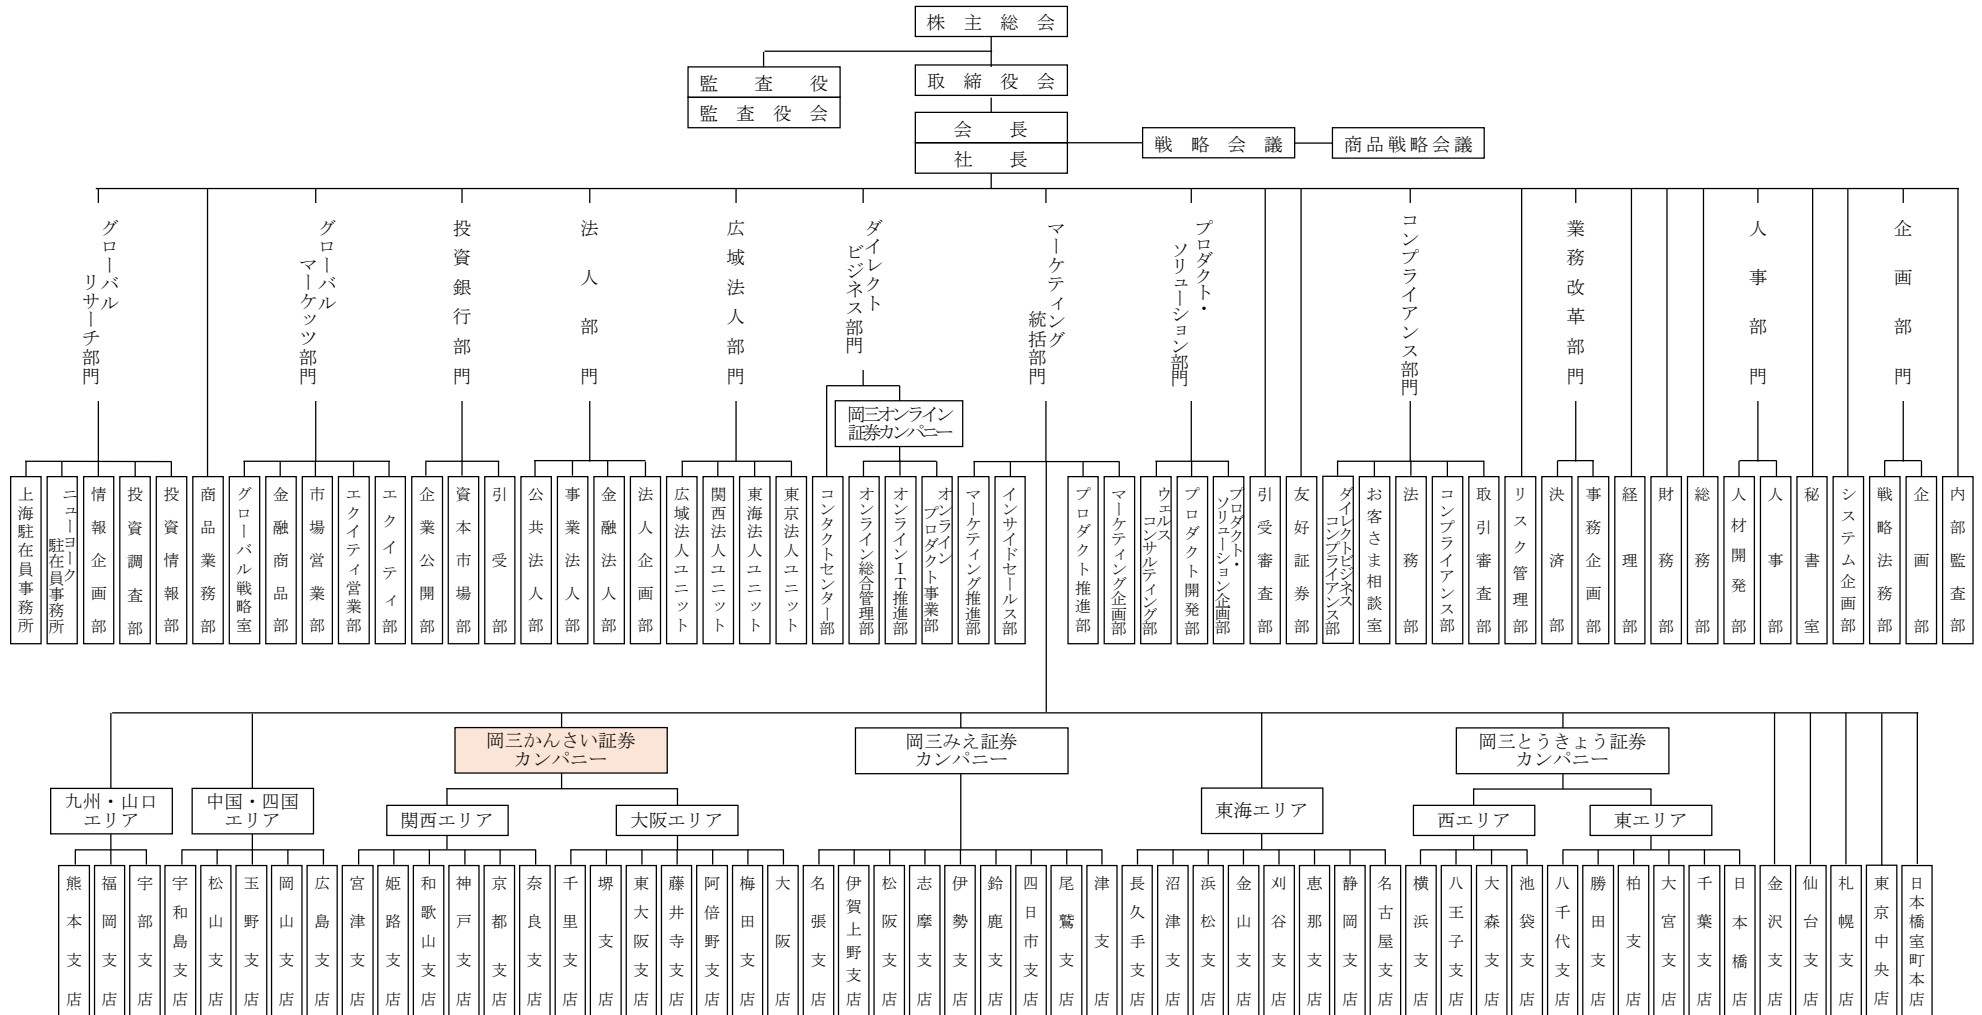 株主総会
監査役
監査役会
取締役会
会長
社長
戦略会議
商品戦略会議
グローバル
リサーチ部門
グローバル
マーケッツ部門
投資銀行部門
法人部門
広域法人部門
ダイレクト
ビジネス部門
マーケティング
統括部門
プロダクト・
ソリューション部門
コンプライアンス部門
業務改革部門
人事部門
企画部門
岡三オンライン
証券カンパニー
上海駐在員事務所
ニューヨーク
駐在員事務所
情報企画部
投資調査部
投資情報部
商品業務部
グローバル戦略室
金融商品部
市場営業部
エクイティ営業部
エクイティ部
企業公開部
資本市場部
引受部
公共法人部
事業法人部
金融法人部
法人企画部
広域法人ユニット
関西法人ユニット
東海法人ユニット
東京法人ユニット
コンタクトセンター部
オンライン総合管理部
オンラインIT推進部
オンライン
プロダクト事業部
マーケティング推進部
インサイドセールス部
プロダクト推進部
マーケティング企画部
ウェルス
コンサルティング部
プロダクト開発部
プロダクト・
ソリューション企画部
引受審査部
友好証券部
ダイレクトビジネス
コンプライアンス部
お客さま相談室
法務部
コンプライアンス部
取引審査部
リスク管理部
決済部
事務企画部
経理部
財務部
総務部
人材開発部
人事部
秘書室
システム企画部
戦略法務部
企画部
内部監査部
岡三かんさい証券
カンパニー
岡三みえ証券
カンパニー
岡三とうきょう証券
カンパニー
九州・山口
エリア
中国・四国
エリア
関西エリア
大阪エリア
東海エリア
西エリア
東エリア
熊本支店
福岡支店
宇部支店
宇和島支店
松山支店
玉野支店
岡山支店
広島支店
宮津支店
姫路支店
和歌山支店
神戸支店
京都支店
奈良支店
千里支店
堺支店
東大阪支店
藤井寺支店
阿倍野支店
梅田支店
大阪店
名張支店
伊賀上野支店
松阪支店
志摩支店
伊勢支店
鈴鹿支店
四日市支店
尾鷲支店
津支店
長久手支店
沼津支店
浜松支店
金山支店
刈谷支店
恵那支店
静岡支店
名古屋支店
横浜支店
八王子支店
大森支店
池袋支店
八千代支店
勝田支店
柏支店
大宮支店
千葉支店
日本橋店
金沢支店
仙台支店
札幌支店
東京中央店
日本橋室町本店